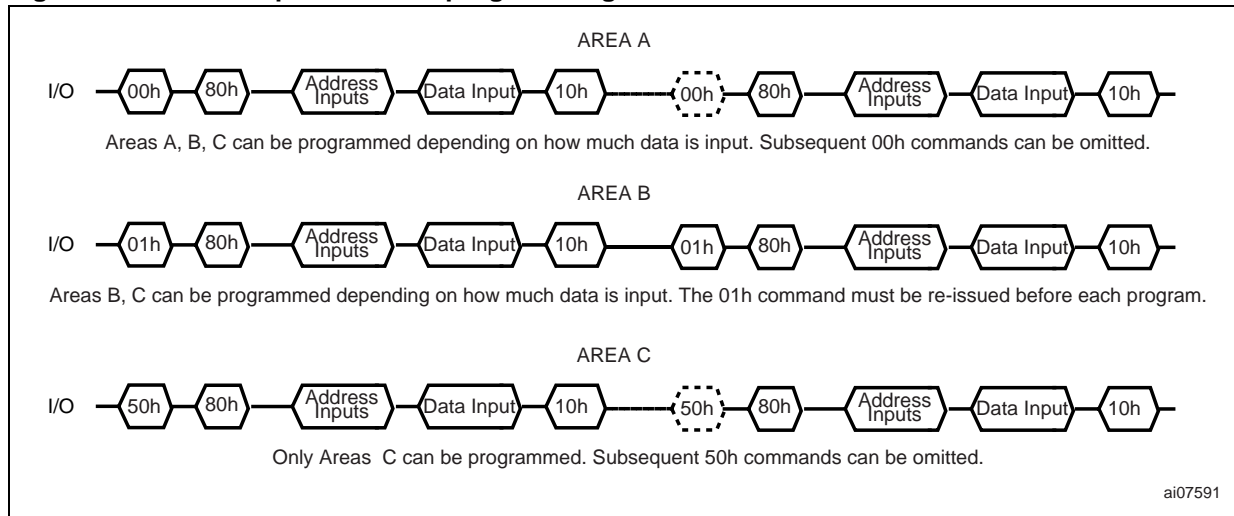 AREA A
I/O 00h 80h Address Inputs Data Input 10h 00h 80h Address Inputs Data Input 10h
Areas A, B, C can be programmed depending on how much data is input. Subsequent 00h commands can be omitted.
AREA B
I/O 01h 80h Address Inputs Data Input 10h 01h 80h Address Inputs Data Input 10h
Areas B, C can be programmed depending on how much data is input. The 01h command must be re-issued before each program.
AREA C
I/O 50h 80h Address Inputs Data Input 10h 50h 80h Address Inputs Data Input 10h
Only Areas C can be programmed. Subsequent 50h commands can be omitted.
ai07591